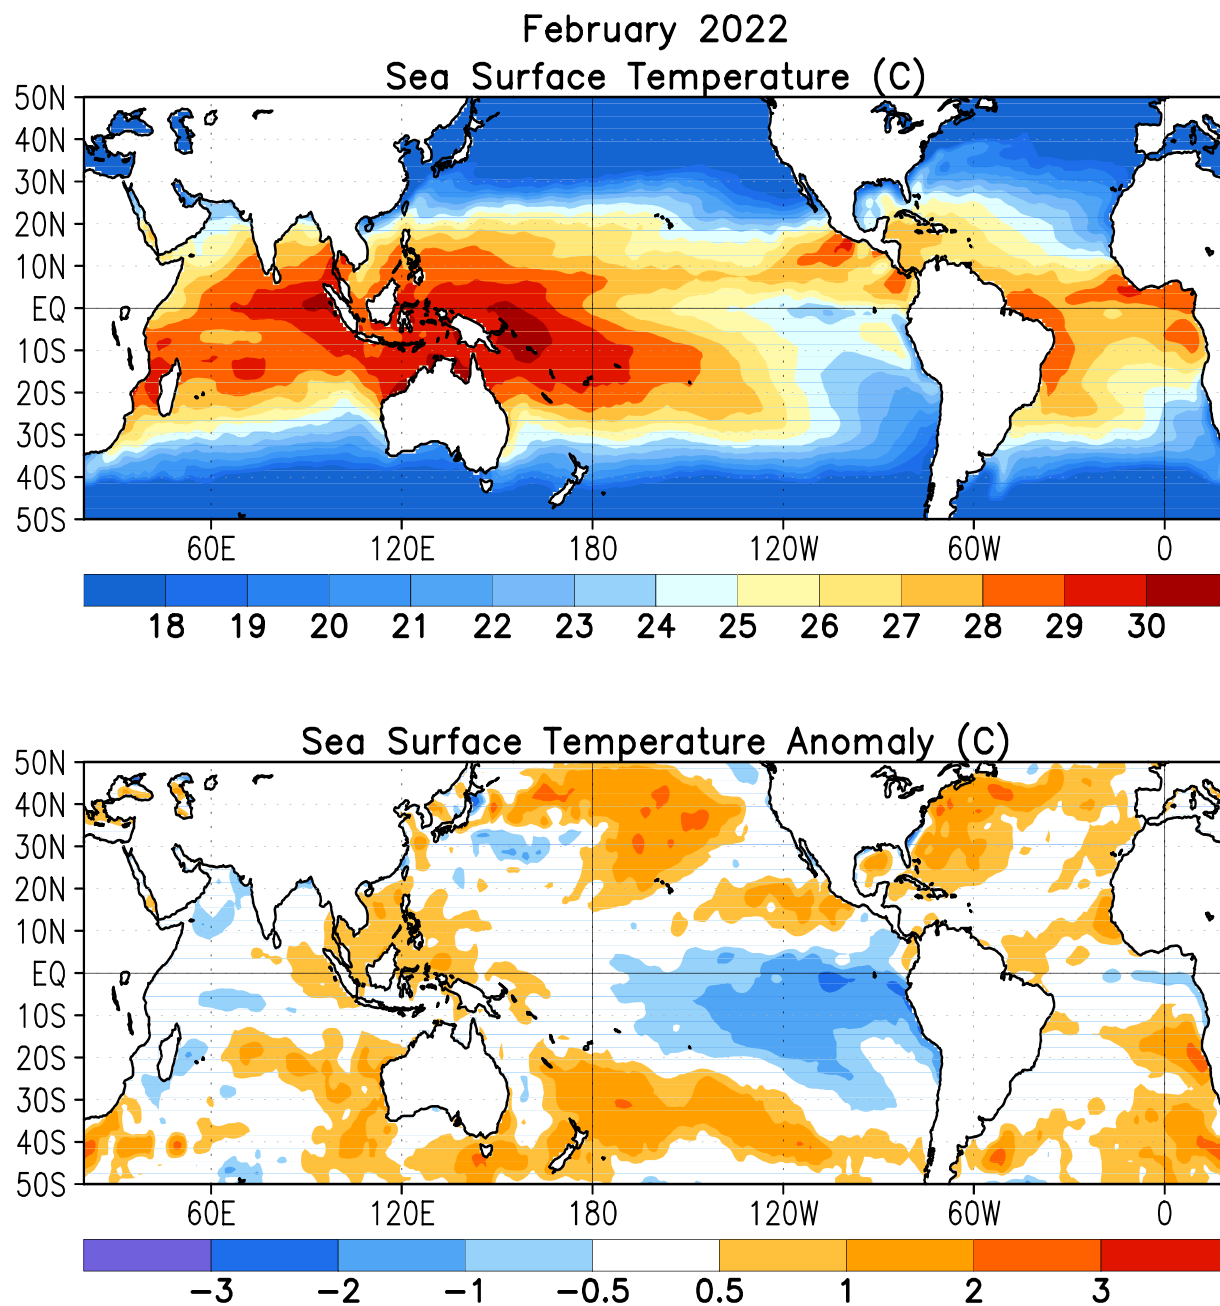 February 2022
Sea Surface Temperature (C)
50N
40N
30N
20N
10N
EQ
10S
20S
30S
40S
50S
60E 120E 180 120W 60W 0
18 19 20 21 22 23 24 25 26 27 28 29 30
Sea Surface Temperature Anomaly (C)
50N
40N
30N
20N
10N
EQ
10S
20S
30S
40S
50S
60E 120E 180 120W 60W 0
-3 -2 -1 -0.5 0.5 1 2 3